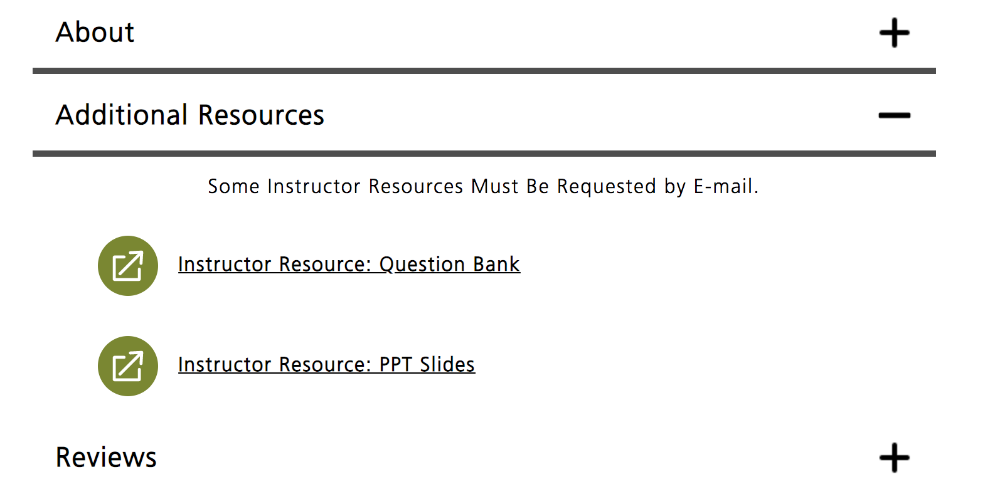 About
Additional Resources
Some Instructor Resources Must Be Requested by E-mail.
Instructor Resource: Question Bank
Instructor Resource: PPT Slides
Reviews